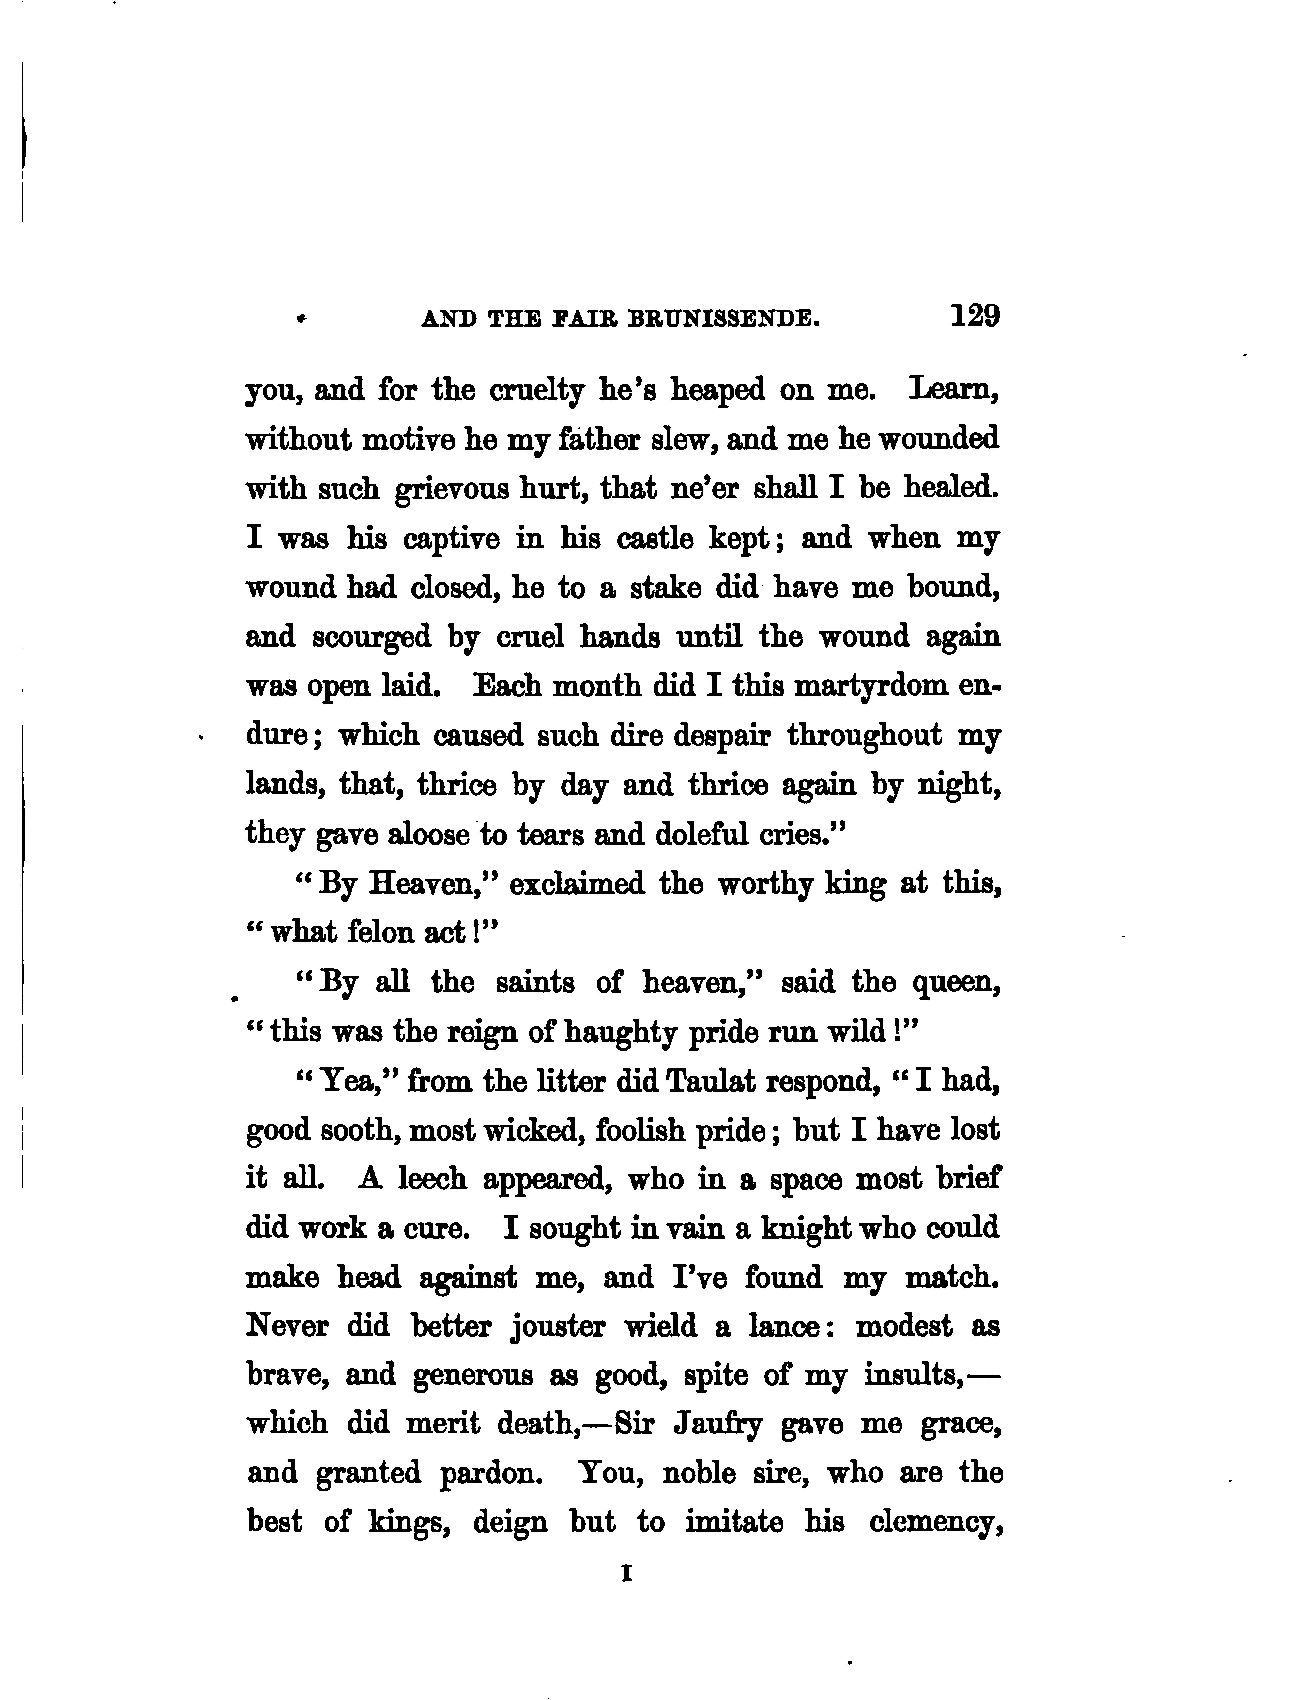 AND THE FAIR BRUNISSENDE. 129
you, and for the cruelty he's heaped on me. Learn,
without motive he my father slew, and me he wounded
with such grievous hurt, that ne'er shall I be healed.
I was his captive in his castle kept; and when my
wound had closed, he to a stake did have me bound,
and scourged by cruel hands until the wound again
was open laid. Each month did I this martyrdom en-
dure; which caused such dire despair throughout my
lands, that, thrice by day and thrice again by night,
they gave aloose to tears and doleful cries."
"By Heaven," exclaimed the worthy king at this,
"what felon act!"
"By all the saints of heaven," said the queen,
"this was the reign of haughty pride run wild!"
"Yea," from the litter did Taulat respond, "I had,
good sooth, most wicked, foolish pride; but I have lost
it all. A leech appeared, who in a space most brief
did work a cure. I sought in vain a knight who could
make head against me, and I've found my match.
Never did better jouster wield a lance: modest as
brave, and generous as good, spite of my insults,—
which did merit death,—Sir Jaufry gave me grace,
and granted pardon. You, noble sire, who are the
best of kings, deign but to imitate his clemency,
I